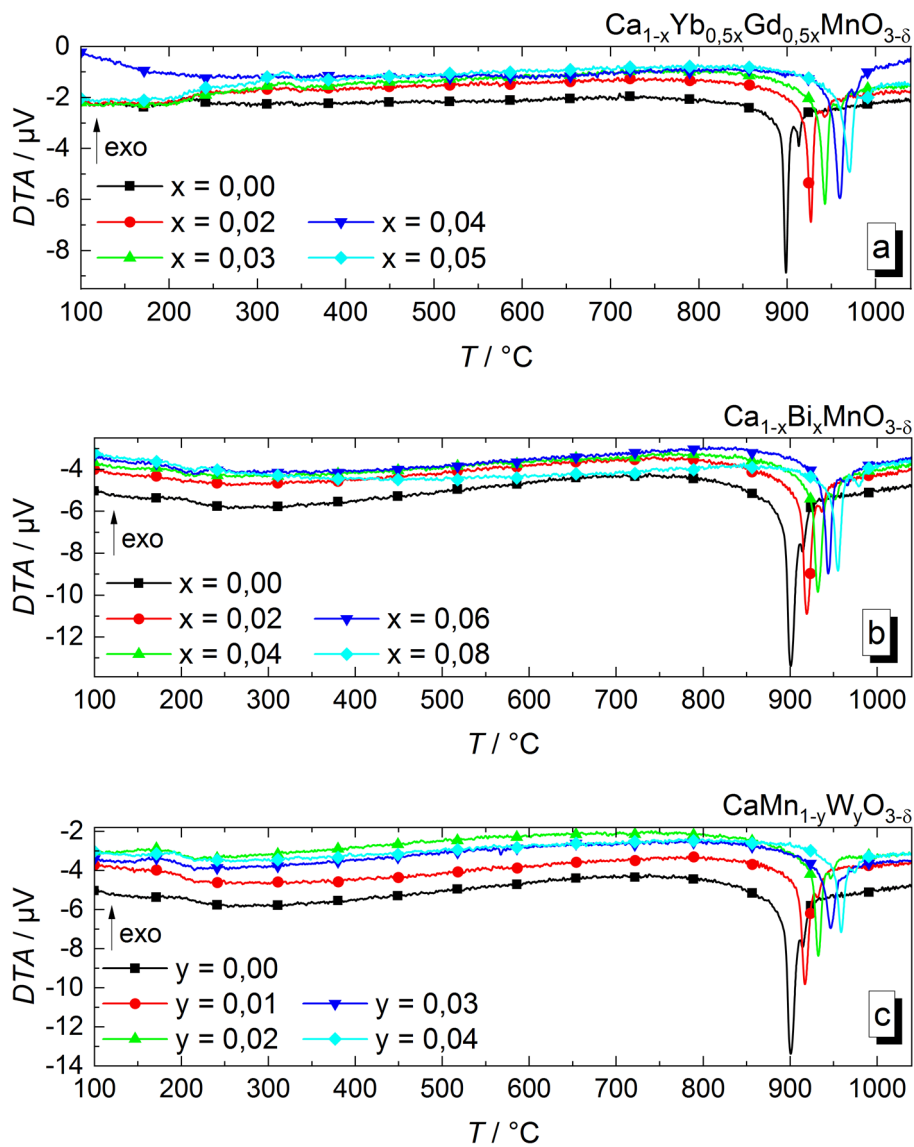 Ca1-xYb0,5xGd0,5xMnO3-δ
0
-2
-4
-6
-8
DTA / µV
exo
x = 0,00
x = 0,02
x = 0,04
x = 0,03
x = 0,05
a
100 200 300 400 500 600 700 800 900 1000
T / °C
Ca1-xBixMnO3-δ
-4
-6
-8
-10
-12
DTA / µV
exo
x = 0,00
x = 0,02
x = 0,06
x = 0,04
x = 0,08
b
100 200 300 400 500 600 700 800 900 1000
T / °C
CaMn1-yWyO3-δ
-2
-4
-6
-8
-10
-12
-14
DTA / µV
exo
y = 0,00
y = 0,01
y = 0,03
y = 0,02
y = 0,04
c
100 200 300 400 500 600 700 800 900 1000
T / °C